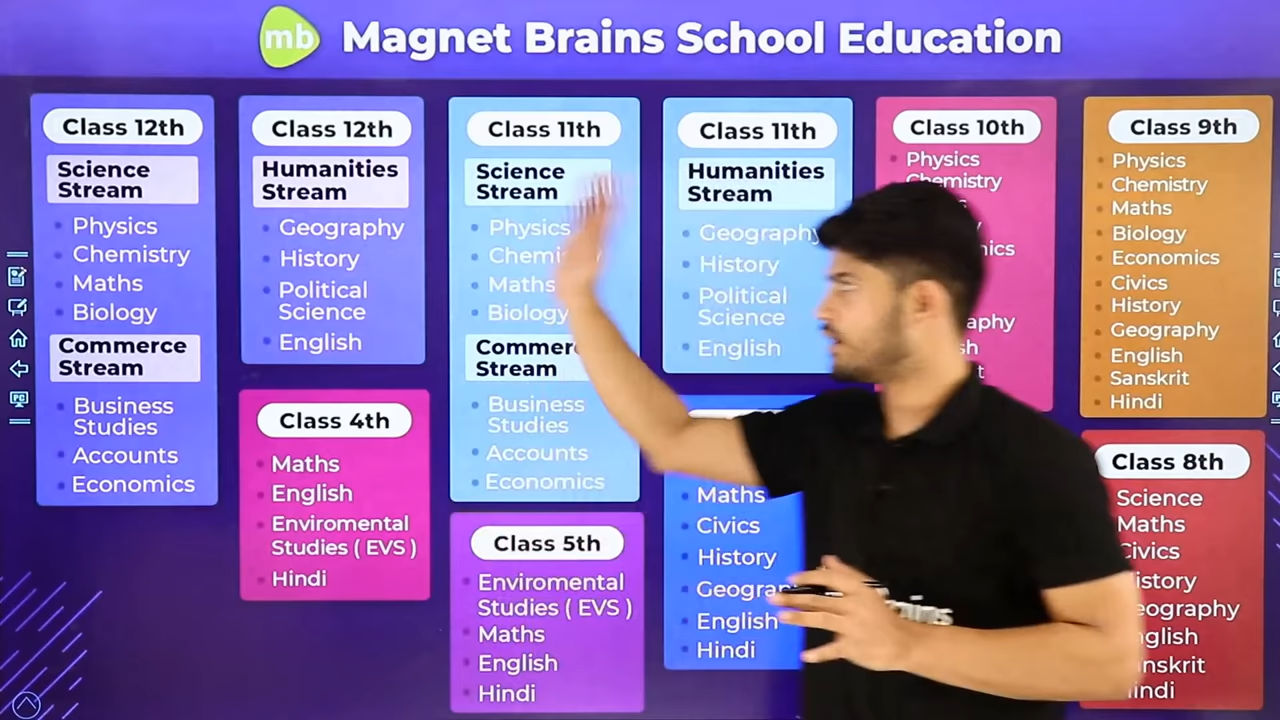 mb Magnet Brains School Education
Class 12th
Science
Stream
Physics
Chemistry
Maths
Biology
Commerce
Stream
Business
Studies
Accounts
Economics
Class 12th
Humanities
Stream
Geography
History
Political
Science
English
Class 4th
Maths
English
Enviromental
Studies ( EVS )
Hindi
Class 11th
Science
Stream
Physics
Maths
Biology
Stream
Business
Studies
Accounts
Economics
Class 5th
Enviromental
Studies ( EVS )
Maths
English
Hindi
Class 11th
Humanities
Stream
Geography
History
Political
Science
English
Maths
Civics
History
English
Hindi
Class 10th
Physics
Chemistry
Class 9th
Physics
Chemistry
Maths
Biology
Economics
Civics
History
Geography
English
Sanskrit
Hindi
Class 8th
Science
Maths
Civics
PC